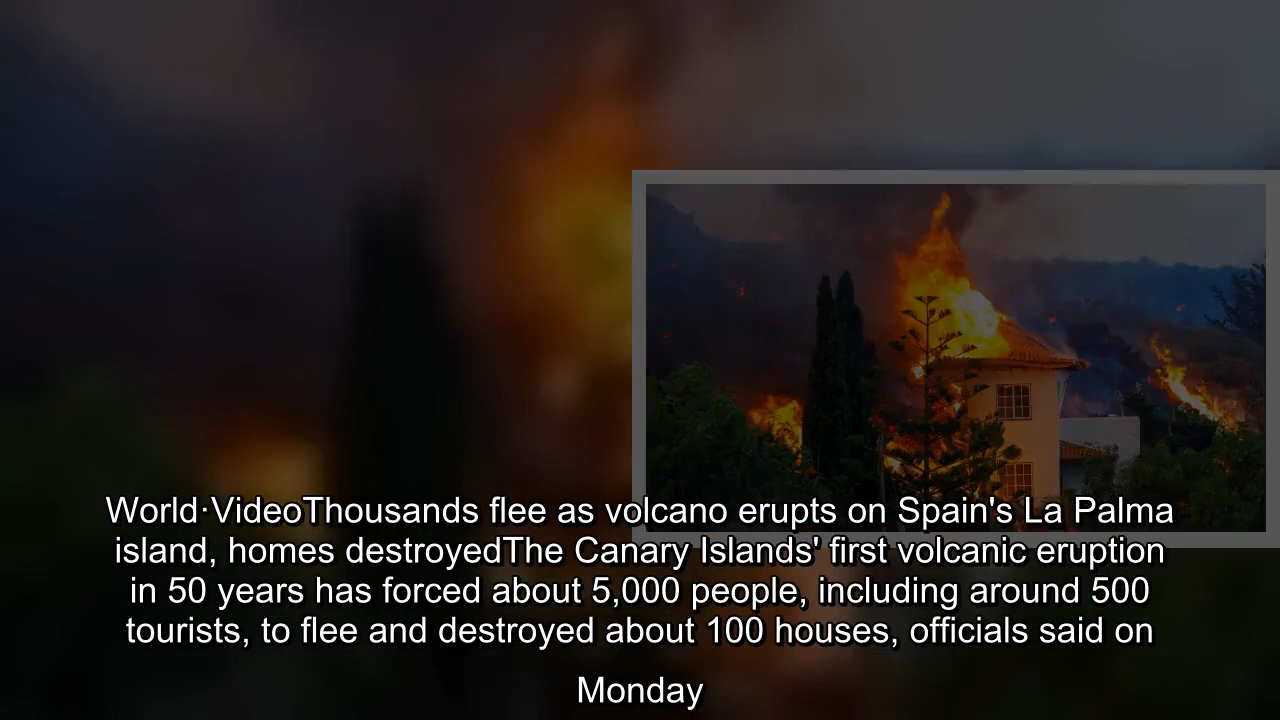 World·VideoThousands flee as volcano erupts on Spain's La Palma
island, homes destroyedThe Canary Islands' first volcanic eruption
in 50 years has forced about 5,000 people, including around 500
tourists, to flee and destroyed about 100 houses, officials said on
Monday